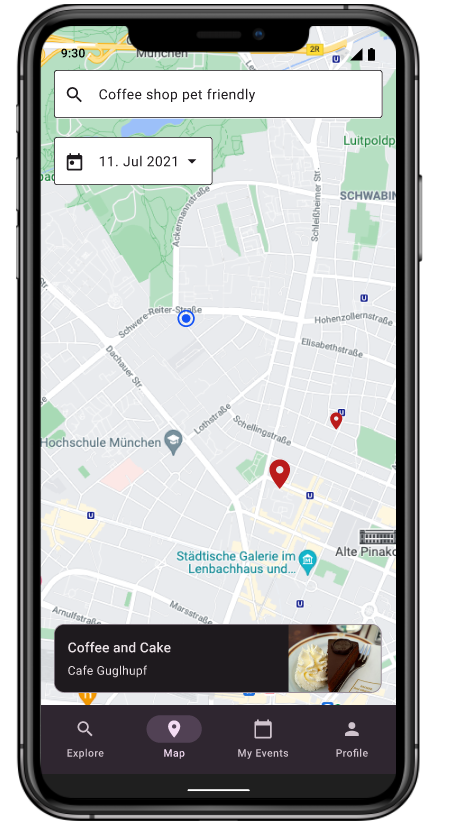 9:30
München
2R
Coffee shop pet friendly
Luitpoldp
11. Jul 2021
SCHWABIN
Ackermannstraße
Schleißheimer Str.
Schwere-Reiter-Straße
Hohenzollernstraße
Elisabethstraße
Dachauer Str.
Lothstraße
Schellingstraße
Hochschule München
Städtische Galerie im
Lenbachhaus und...
Alte Pinako
Arnulfstraße
Marsstraße
Coffee and Cake
Cafe Guglhupf
Explore
Map
My Events
Profile